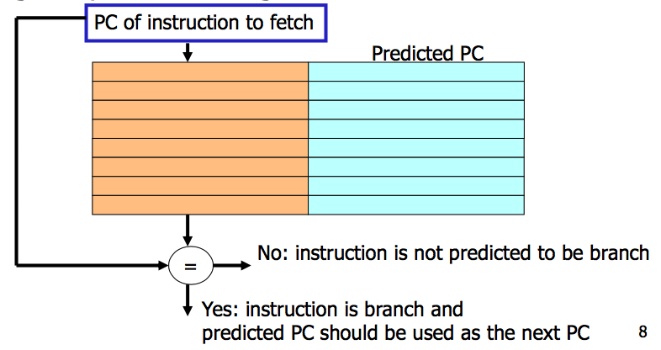 PC of instruction to fetch
Predicted PC
=
No: instruction is not predicted to be branch
Yes: instruction is branch and
predicted PC should be used as the next PC
8